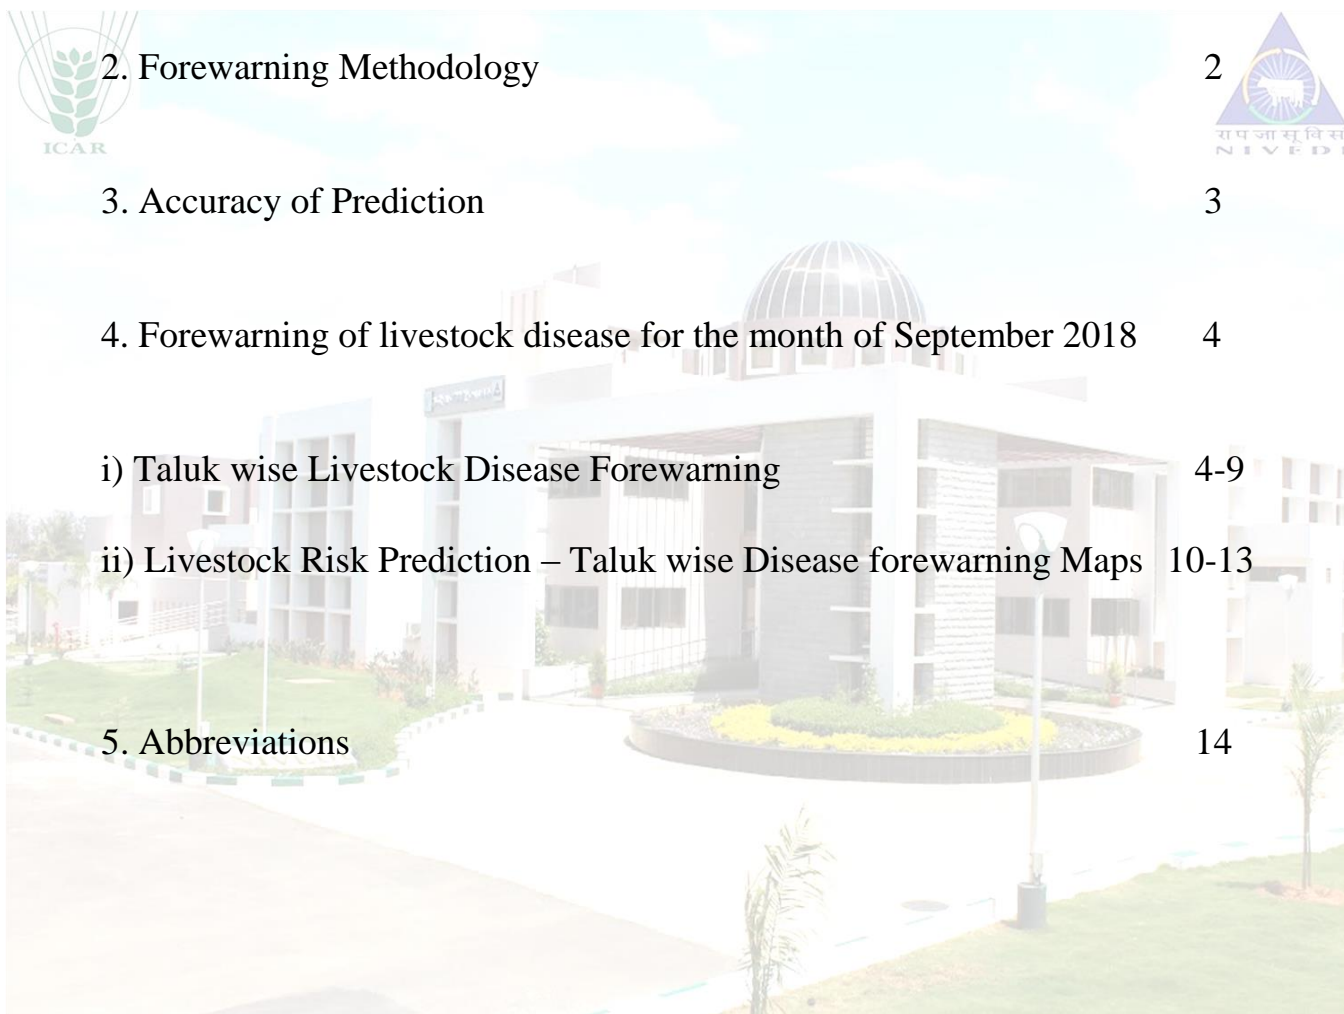 2. Forewarning Methodology 2
ICAR
रापजासूविस
NIVEDI
3. Accuracy of Prediction 3
4. Forewarning of livestock disease for the month of September 2018 4
i) Taluk wise Livestock Disease Forewarning 4-9
ii) Livestock Risk Prediction – Taluk wise Disease forewarning Maps 10-13
5. Abbreviations 14